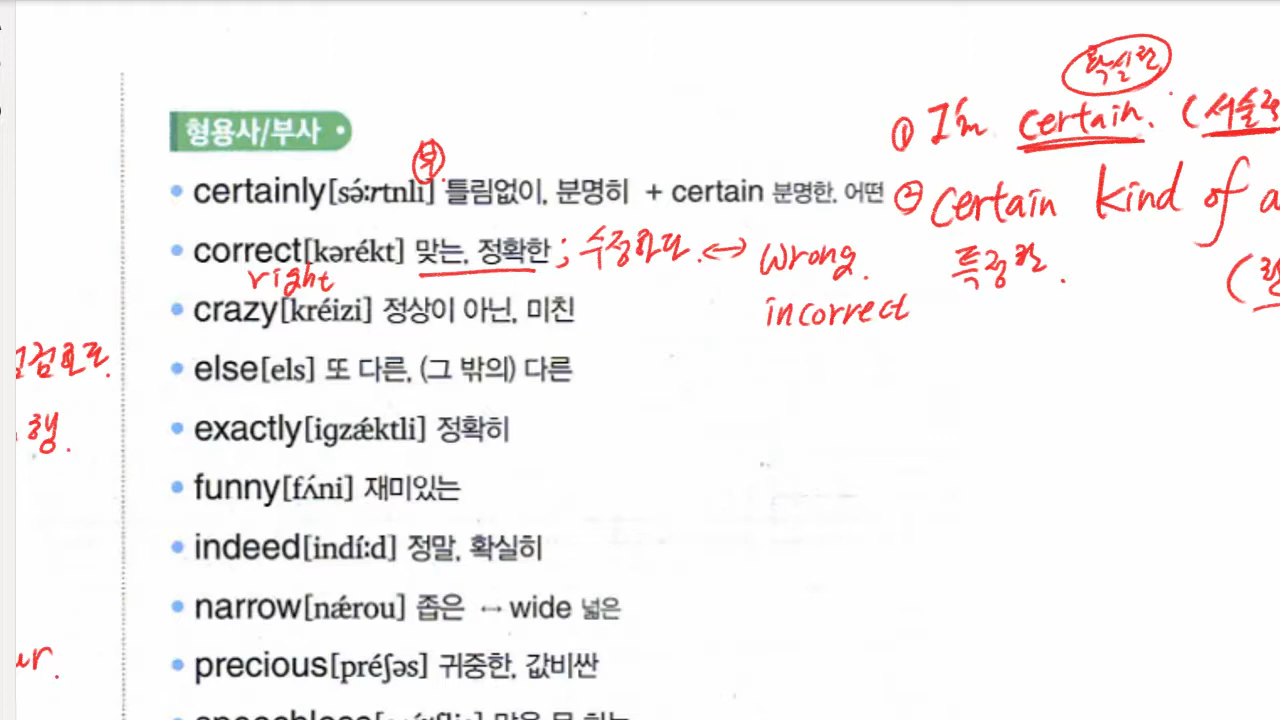 확실한
① I'm certain. (서술
형용사/부사
부
• certainly[sə́ːrtnli] 틀림없이, 분명히 + certain 분명한, 어떤
② Certain kind of a
• correct[kərékt] 맞는, 정확한 ; 수정하다. ↔ wrong.
특정한.
right
incorrect
• crazy[kréizi] 정상이 아닌, 미친
• else[els] 또 다른, (그 밖의) 다른
• exactly[igzǽktli] 정확히
행.
• funny[fʌ́ni] 재미있는
• indeed[indíːd] 정말, 확실히
• narrow[nǽrou] 좁은 ↔ wide 넓은
• precious[préʃəs] 귀중한, 값비싼
ur.